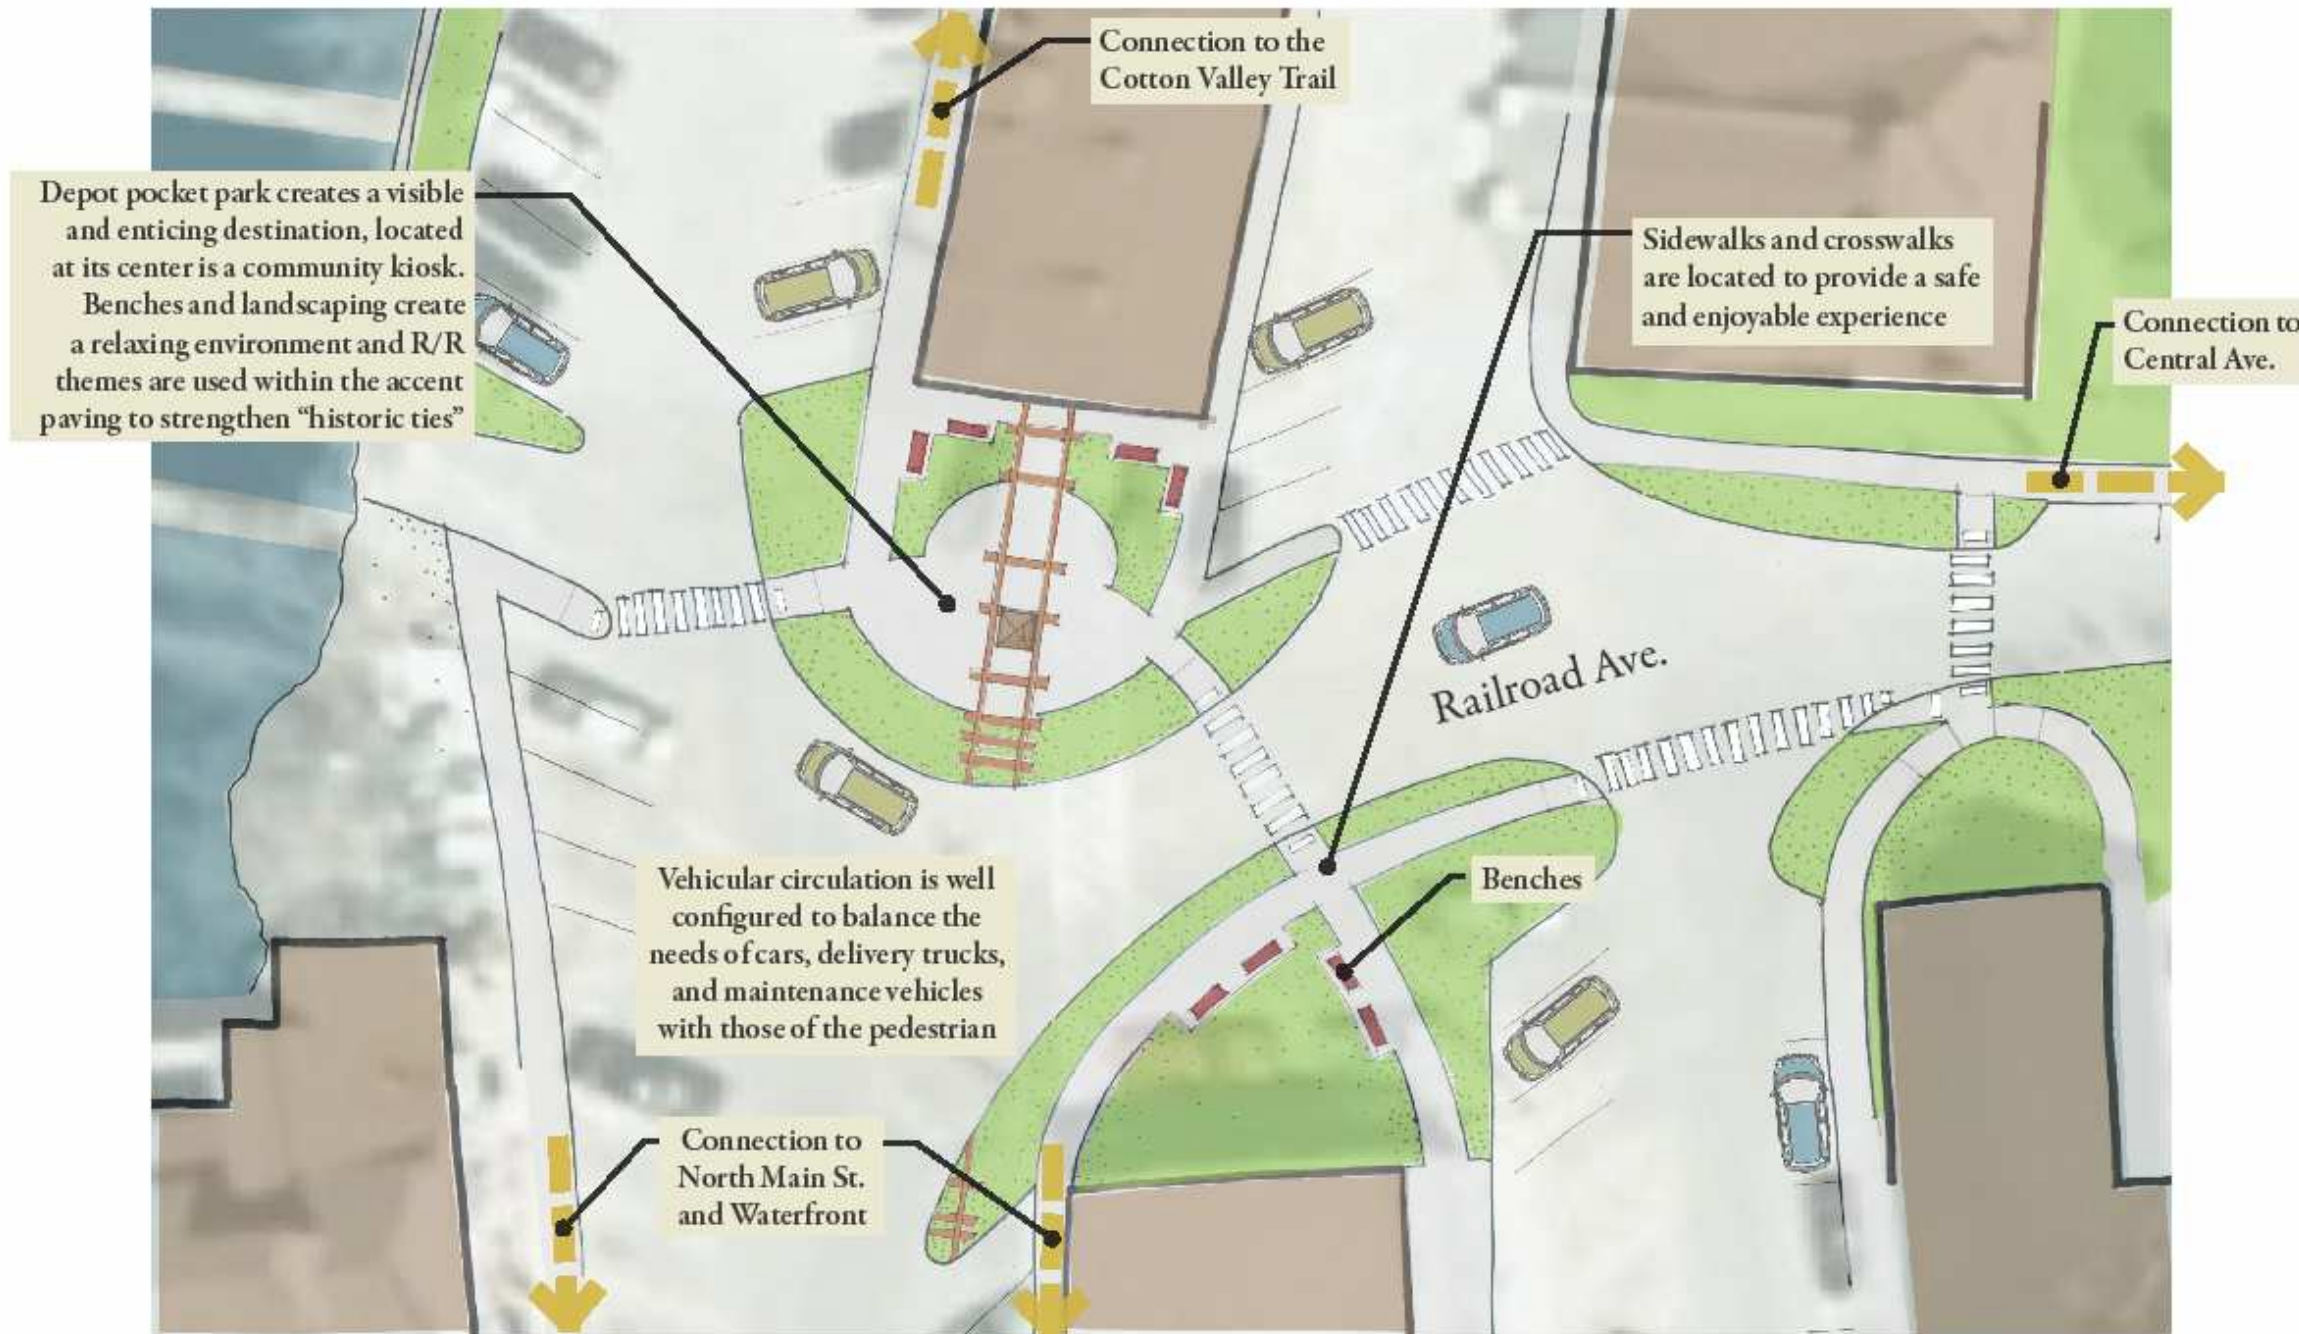 Connection to the
Cotton Valley Trail
Depot pocket park creates a visible
and enticing destination, located
at its center is a community kiosk.
Benches and landscaping create
a relaxing environment and R/R
themes are used within the accent
paving to strengthen “historic ties”
Sidewalks and crosswalks
are located to provide a safe
and enjoyable experience
Connection to
Central Ave.
Railroad Ave.
Vehicular circulation is well
configured to balance the
needs of cars, delivery trucks,
and maintenance vehicles
with those of the pedestrian
Benches
Connection to
North Main St.
and Waterfront